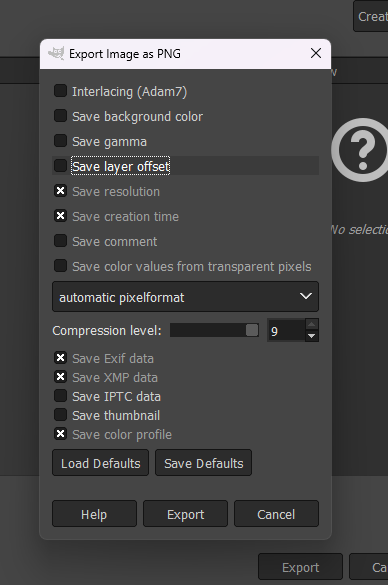 Create
Export Image as PNG
Interlacing (Adam7)
Save background color
Save gamma
Save layer offset
Save resolution
No selectio
Save creation time
Save comment
Save color values from transparent pixels
automatic pixelformat
Compression level:
9
Save Exif data
Save XMP data
Save IPTC data
Save thumbnail
Save color profile
Load Defaults
Save Defaults
Help
Export
Cancel
Export
Ca